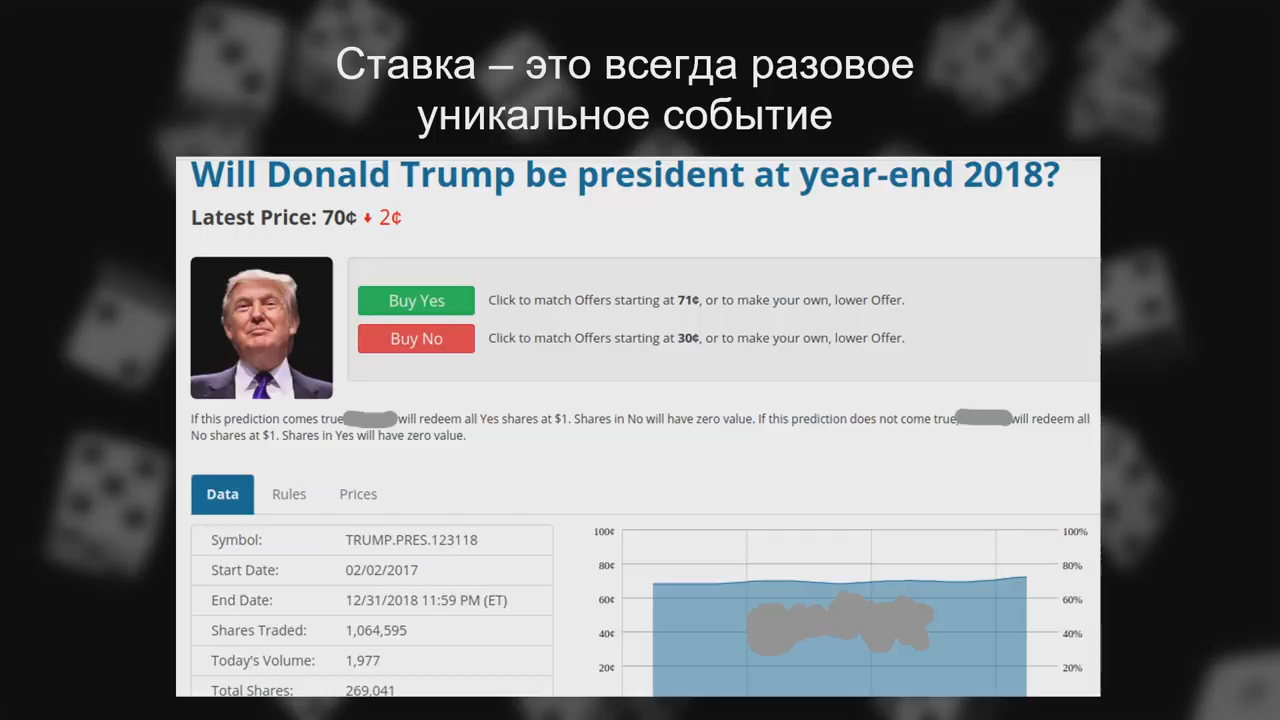 Ставка – это всегда разовое
уникальное событие
Will Donald Trump be president at year-end 2018?
Latest Price: 70¢ 2¢
Buy Yes Click to match Offers starting at 71¢, or to make your own, lower Offer.
Buy No Click to match Offers starting at 30¢, or to make your own, lower Offer.
If this prediction comes true, will redeem all Yes shares at $1. Shares in No will have zero value. If this prediction does not come true, will redeem all
No shares at $1. Shares in Yes will have zero value.
Data Rules Prices
Symbol: TRUMP.PRES.123118
Start Date: 02/02/2017
End Date: 12/31/2018 11:59 PM (ET)
Shares Traded: 1,064,595
Today's Volume: 1,977
Total Shares: 269,041
100¢ 100%
80¢ 80%
60¢ 60%
40¢ 40%
20¢ 20%